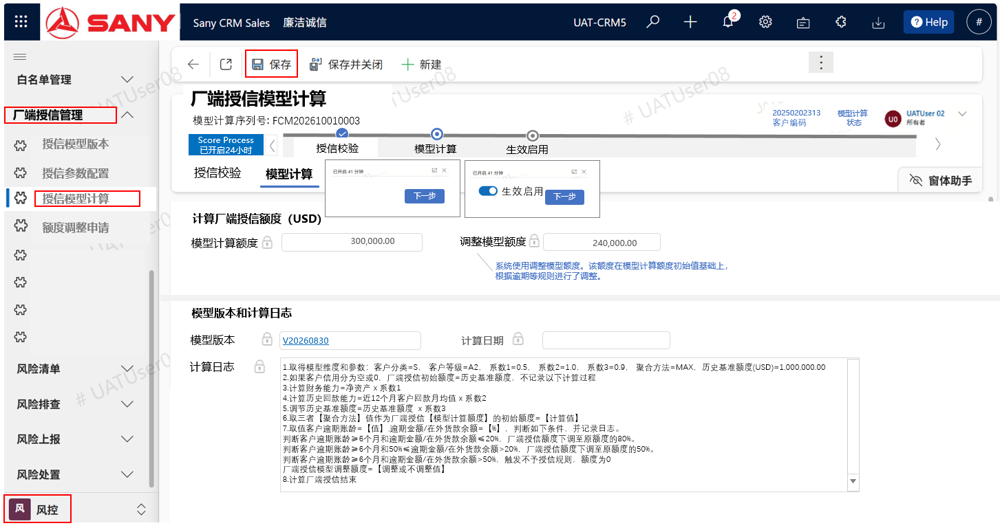 SANY
Sany CRM Sales 廉洁诚信
UAT-CRM5
2
? Help
#
白名单管理
厂端授信管理
授信模型版本
授信参数配置
授信模型计算
额度调整申请
风险清单
风险排查
风险上报
风险处置
风 风控
保存
保存并关闭
新建
厂端授信模型计算
模型计算序列号: FCM202610010003
20250202313
客户编码
模型计算
状态
U0
UATUser 02
所有者
Score Process
已开启24小时
授信校验
模型计算
生效启用
授信校验
模型计算
已开启 41 分钟
下一步
已开启 41 分钟
生效启用
下一步
窗体助手
计算厂端授信额度（USD）
模型计算额度 300,000.00
调整模型额度 240,000.00
系统使用调整模型额度。该额度在模型计算额度初始值基础上，
根据逾期等规则进行了调整。
模型版本和计算日志
模型版本 V20260830
计算日期
计算日志
1.取得模型维度和参数：客户分类=S， 客户等级=A2， 系数1=0.5， 系数2=1.0， 系数3=0.9， 聚合方法=MAX，历史基准额度(USD)=1,000,000.00
2.如果客户信用分为空或0，厂端授信初始额度=历史基准额度，不记录以下计算过程
3.计算财务能力=净资产 x 系数1
4.计算历史回款能力=近12个月客户回款月均值 x 系数2
5.调节历史基准额度=历史基准额度 x 系数3
6.取三者【聚合方法】值作为厂端授信【模型计算额度】的初始额度=【计算值】
7.取值客户逾期账龄=【值】,逾期金额/在外货款余额=【%】，判断如下条件，并记录日志。
判断客户逾期账龄≥6个月和逾期金额/在外货款余额≤20%，厂端授信额度下调至原额度的80%。
判断客户逾期账龄≥6个月和50%≤逾期金额/在外货款余额>20%，厂端授信额度下调至原额度的50%。
判断客户逾期账龄≥6个月和逾期金额/在外货款余额>50%，触发不予授信规则，额度为0
厂端授信模型调整额度=【调整或不调整值】
8.计算厂端授信结束
# UATUser08
# UATUser08